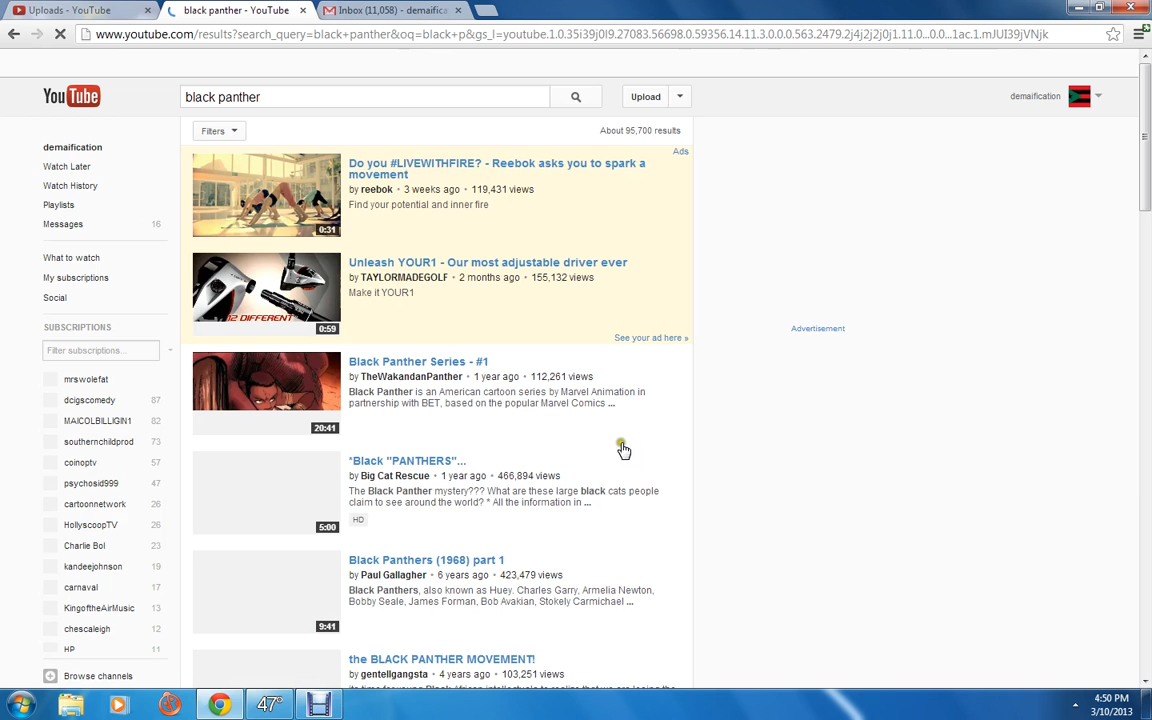 Uploads - YouTube
black panther - YouTube
Inbox (11,058) - demaifica
www.youtube.com/results?search_query=black+panther&oq=black+p&gs_l=youtube.1.0.35i39j0l9.27083.56698.0.59356.14.11.3.0.0.0.563.2479.2j4j2j2j0j1.11.0...0.0...1ac.1.mJUI39jVNjk
YouTube
black panther
Upload
demaification
Filters
About 95,700 results
demaification
Watch Later
Watch History
Playlists
Messages 16
What to watch
My subscriptions
Social
SUBSCRIPTIONS
Filter subscriptions...
mrswolefat
dcigscomedy 87
MAICOLBILLIGIN1 82
southernchildprod 73
coinoptv 57
psychosid999 47
cartoonnetwork 26
HollyscoopTV 26
Charlie Bol 23
kandeejohnson 19
carnaval 17
KingoftheAirMusic 13
chescaleigh 12
HP 11
Browse channels
Ads
Do you #LIVEWITHFIRE? - Reebok asks you to spark a
movement
by reebok • 3 weeks ago • 119,431 views
Find your potential and inner fire
0:31
Unleash YOUR1 - Our most adjustable driver ever
by TAYLORMADEGOLF • 2 months ago • 155,132 views
Make it YOUR1
DIFFERENT
0:59
See your ad here »
Black Panther Series - #1
by TheWakandanPanther • 1 year ago • 112,261 views
Black Panther is an American cartoon series by Marvel Animation in
partnership with BET, based on the popular Marvel Comics ...
20:41
*Black "PANTHERS"...
by Big Cat Rescue • 1 year ago • 466,894 views
The Black Panther mystery??? What are these large black cats people
claim to see around the world? * All the information in ...
HD
5:00
Black Panthers (1968) part 1
by Paul Gallagher • 6 years ago • 423,479 views
Black Panthers, also known as Huey. Charles Garry, Armelia Newton,
Bobby Seale, James Forman, Bob Avakian, Stokely Carmichael ...
9:41
the BLACK PANTHER MOVEMENT!
by gentellgangsta • 4 years ago • 103,251 views
Advertisement
47°
4:50 PM
3/10/2013